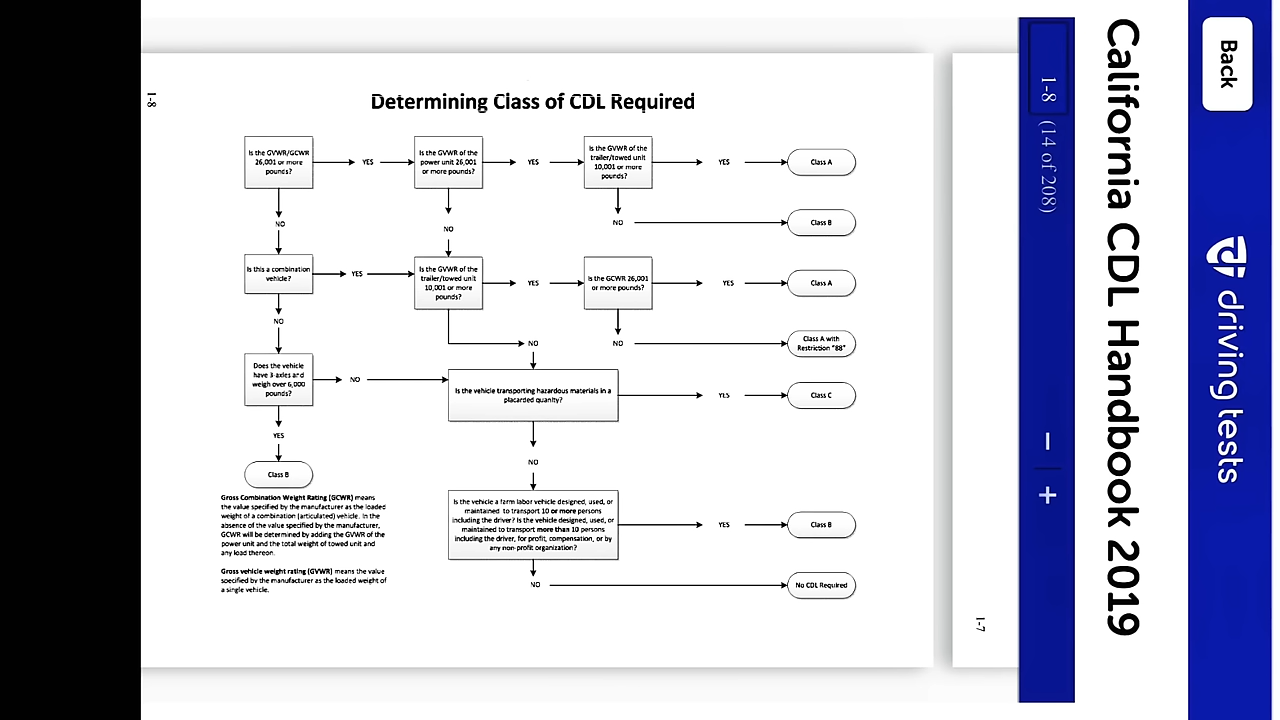 1-8
Determining Class of CDL Required
Is the GVWR/GCWR
26,001 or more
pounds?
YES
Is the GVWR of the
power unit 26,001
or more pounds?
YES
Is the GVWR of the
trailer/towed unit
10,001 or more
pounds?
YES
Class A
NO
NO
NO
Class B
Is this a combination
vehicle?
YES
Is the GVWR of the
trailer/towed unit
10,001 or more
pounds?
YES
Is the GCWR 26,001
or more pounds?
YES
Class A
NO
NO
NO
Class A with
Restriction "88"
Does the vehicle
have 3-axles and
weigh over 6,000
pounds?
NO
Is the vehicle transporting hazardous materials in a
placarded quanity?
YES
Class C
YES
Class B
NO
Is the vehicle a farm labor vehicle designed, used, or
maintained to transport 10 or more persons
including the driver? Is the vehicle designed, used, or
maintained to transport more than 10 persons
including the driver, for profit, compensation, or by
any non-profit organization?
YES
Class B
NO
No CDL Required
Gross Combination Weight Rating (GCWR) means
the value specified by the manufacturer as the loaded
weight of a combination (articulated) vehicle. In the
absence of the value specified by the manufacturer,
GCWR will be determined by adding the GVWR of the
power unit and the total weight of towed unit and
any load thereon.
Gross vehicle weight rating (GVWR) means the value
specified by the manufacturer as the loaded weight of
a single vehicle.
1-7
1-8 (14 of 208)
− +
California CDL Handbook 2019
Back
driving tests